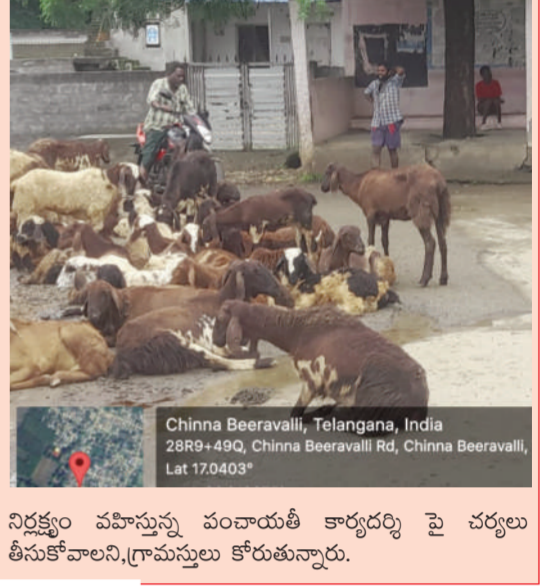 Chinna Beeravalli, Telangana, India
28R9+49Q, Chinna Beeravalli Rd, Chinna Beeravalli,
Lat 17.0403°
నిర్లక్ష్యం వహిస్తున్న పంచాయతీ కార్యదర్శి పై చర్యలు
తీసుకోవాలని,గ్రామస్తులు కోరుతున్నారు.